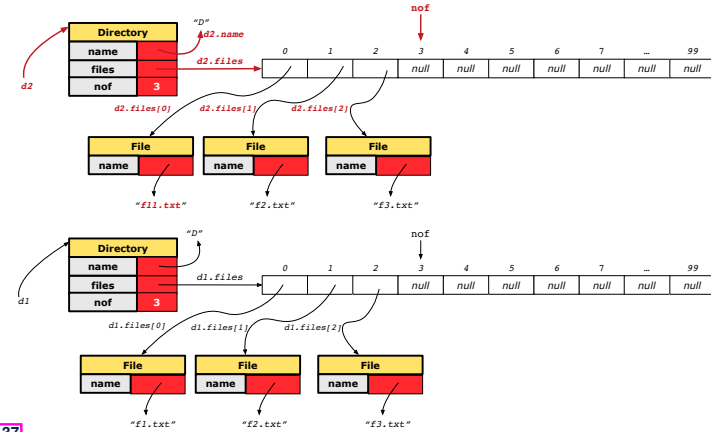 nof
"D"
Directory
d2.name
name
0 1 2 3 4 5 6 7 … 99
files
d2.files
null null null null null null null
d2
nof 3
d2.files[0] d2.files[1] d2.files[2]
File File File
name name name
"f11.txt" "f2.txt" "f3.txt"
"D"
nof
Directory
name
0 1 2 3 4 5 6 7 … 99
files
d1.files
null null null null null null null
d1
nof 3
d1.files[0] d1.files[1] d1.files[2]
File File File
name name name
"f1.txt" "f2.txt" "f3.txt"
27